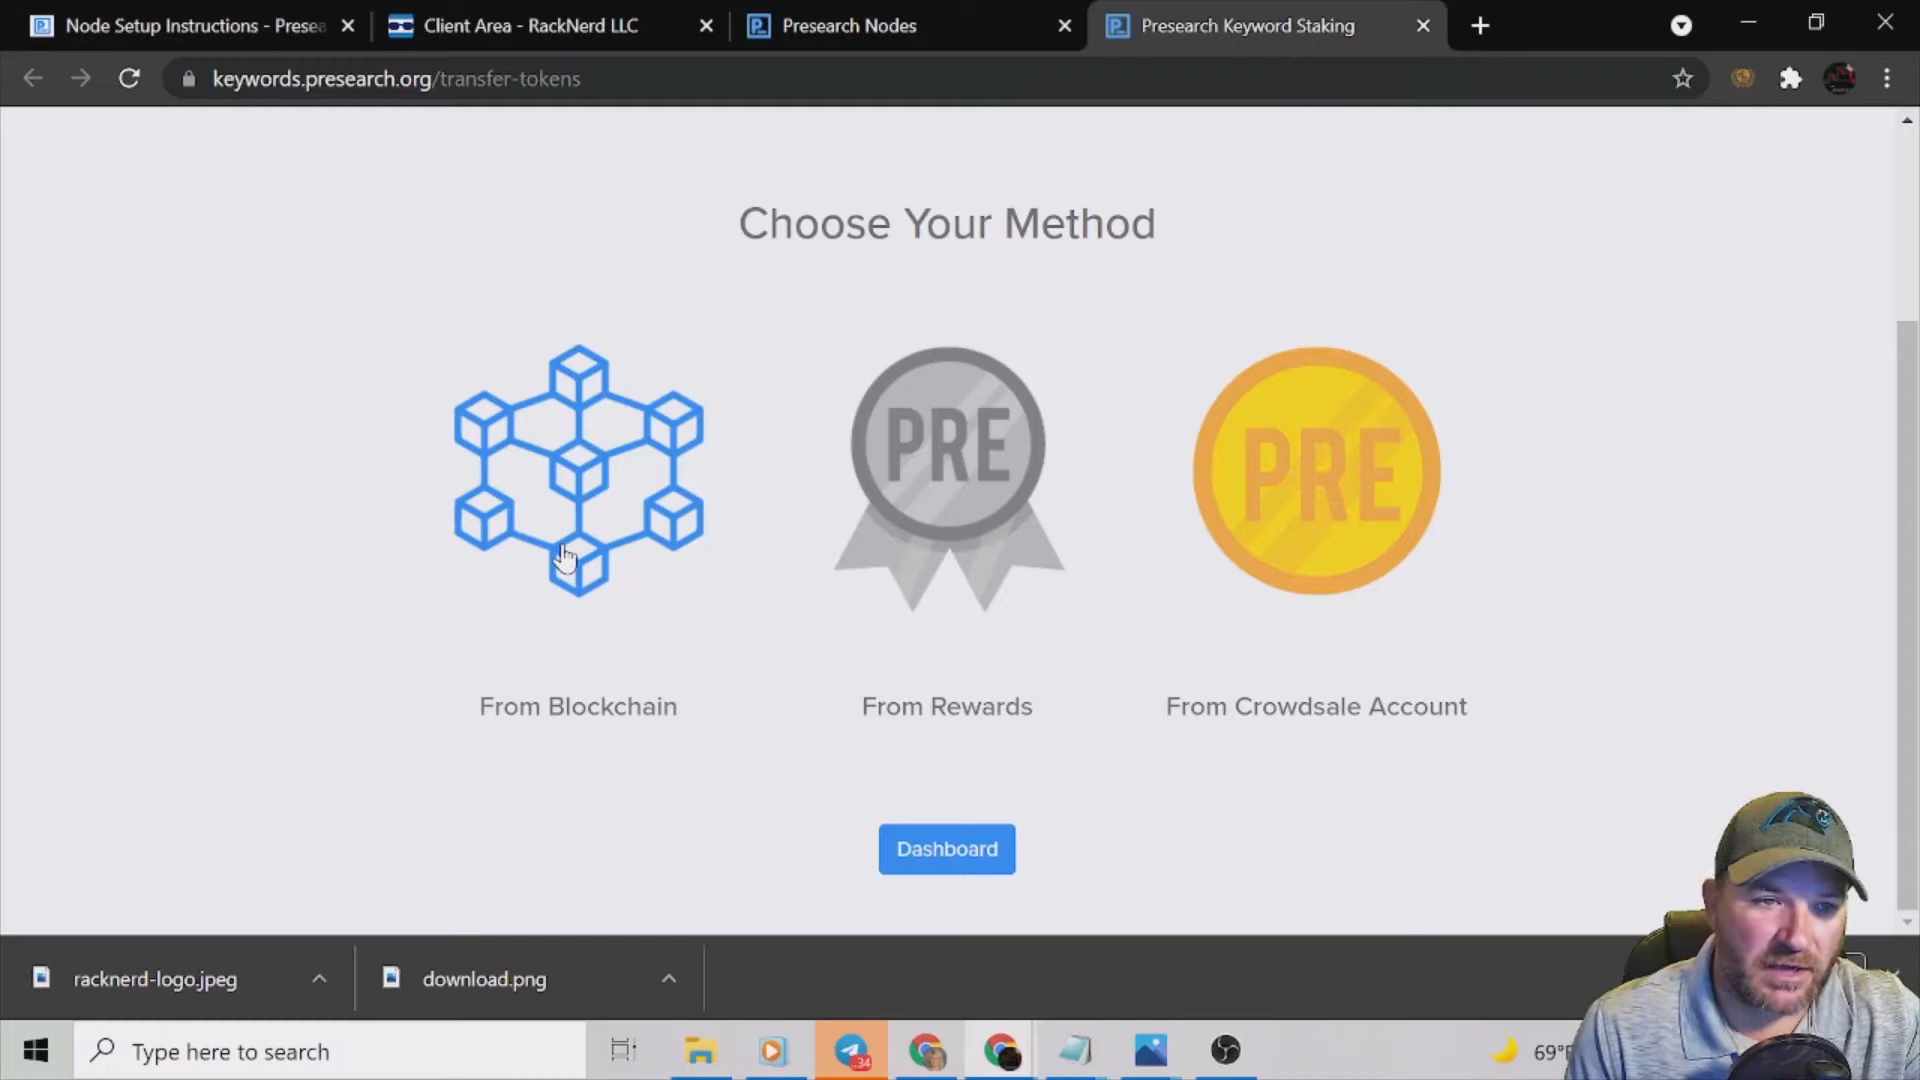 Node Setup Instructions - Presea
Client Area - RackNerd LLC
Presearch Nodes
Presearch Keyword Staking
keywords.presearch.org/transfer-tokens
Choose Your Method
PRE
PRE
From Blockchain
From Rewards
From Crowdsale Account
Dashboard
racknerd-logo.jpeg
download.png
Type here to search
34
69°F